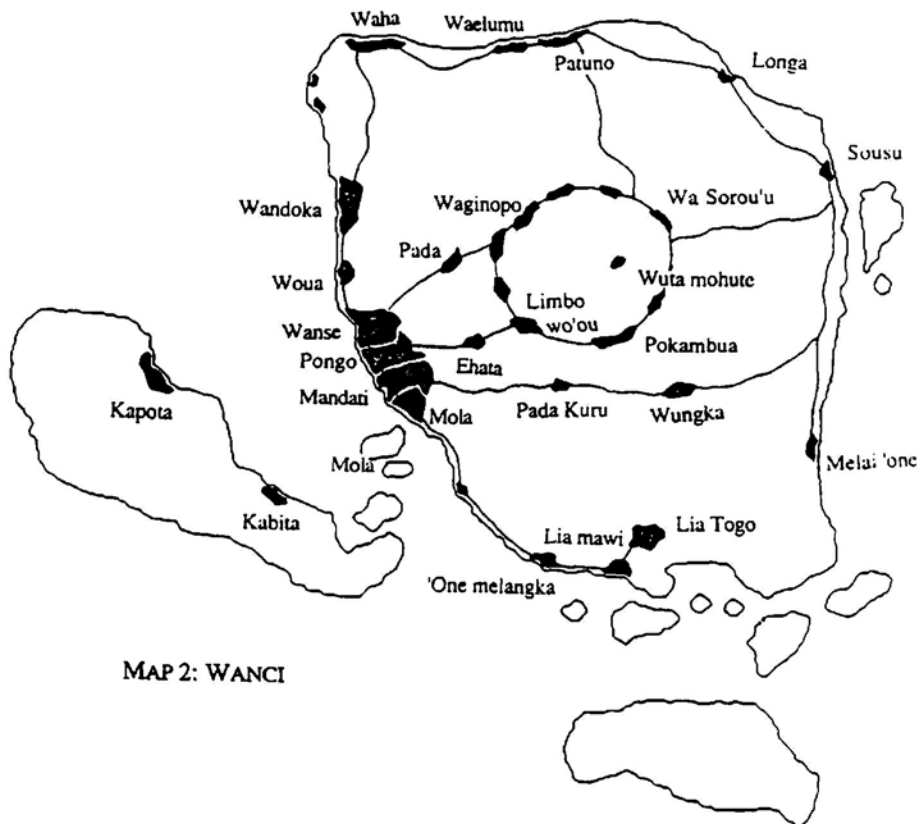 Waha
Waelumu
Patuno
Longa
Sousu
Wandoka
Waginopo
Wa Sorou'u
Pada
Woua
Wuta mohute
Limbo
wo'ou
Wanse
Pongo
Ehata
Pokambua
Mandati
Mola
Pada Kuru
Wungka
Kapota
Mola
Melai 'one
Kabita
Lia mawi
Lia Togo
'One melangka
MAP 2: WANCI